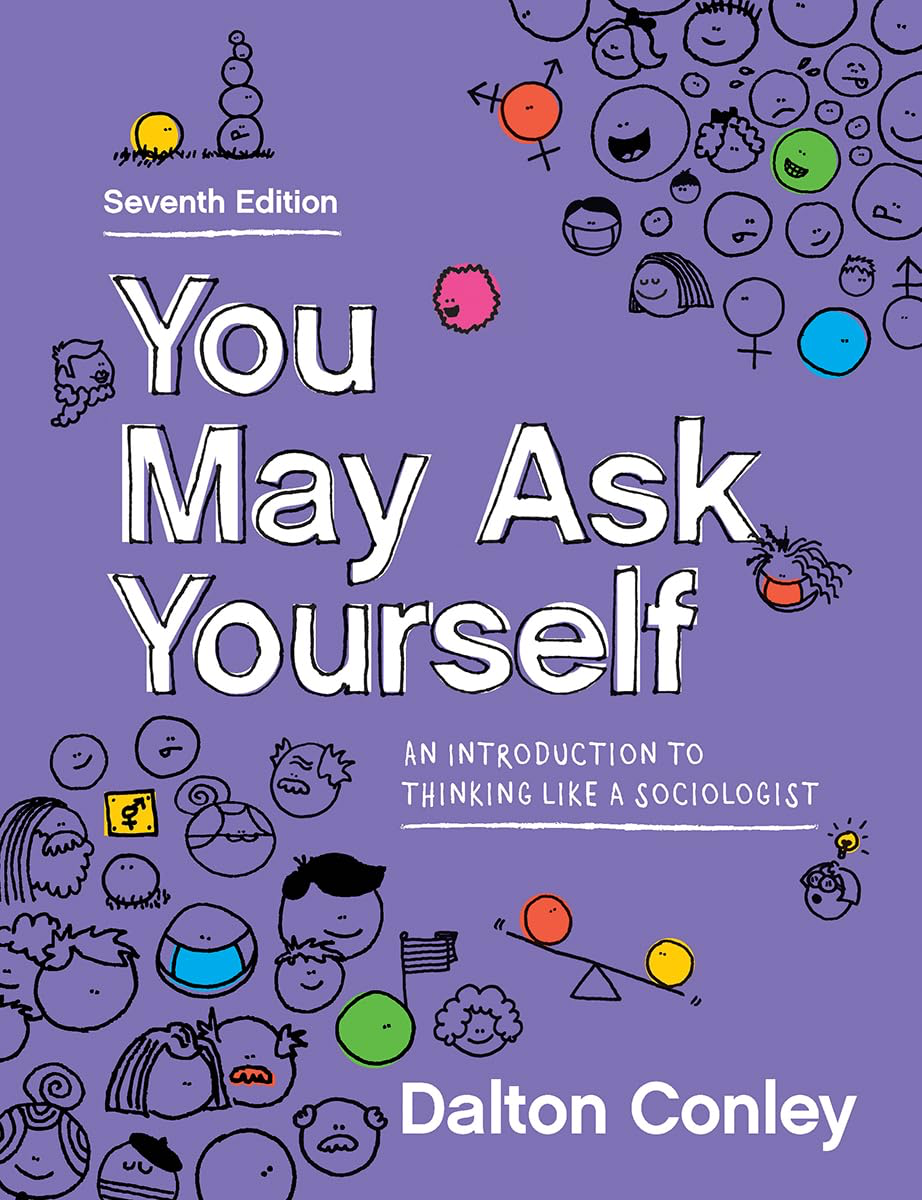 Seventh Edition
You
May Ask
Yourself
AN INTRODUCTION TO
THINKING LIKE A SOCIOLOGIST
Dalton Conley